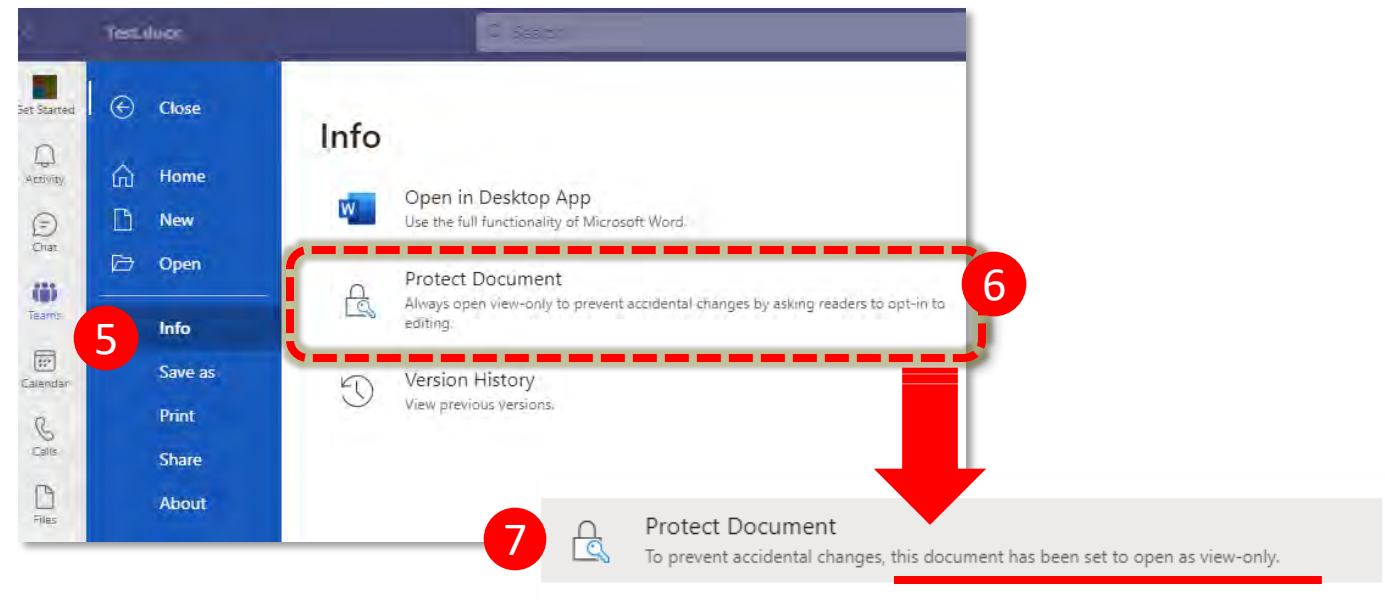 Test.docx
Search
Get Started
Activity
Chat
Teams
Calendar
Calls
Files
Close
Home
New
Open
5
Info
Save as
Print
Share
About
Info
Open in Desktop App
Use the full functionality of Microsoft Word.
6
Protect Document
Always open view-only to prevent accidental changes by asking readers to opt-in to
editing.
Version History
View previous versions.
7
Protect Document
To prevent accidental changes, this document has been set to open as view-only.